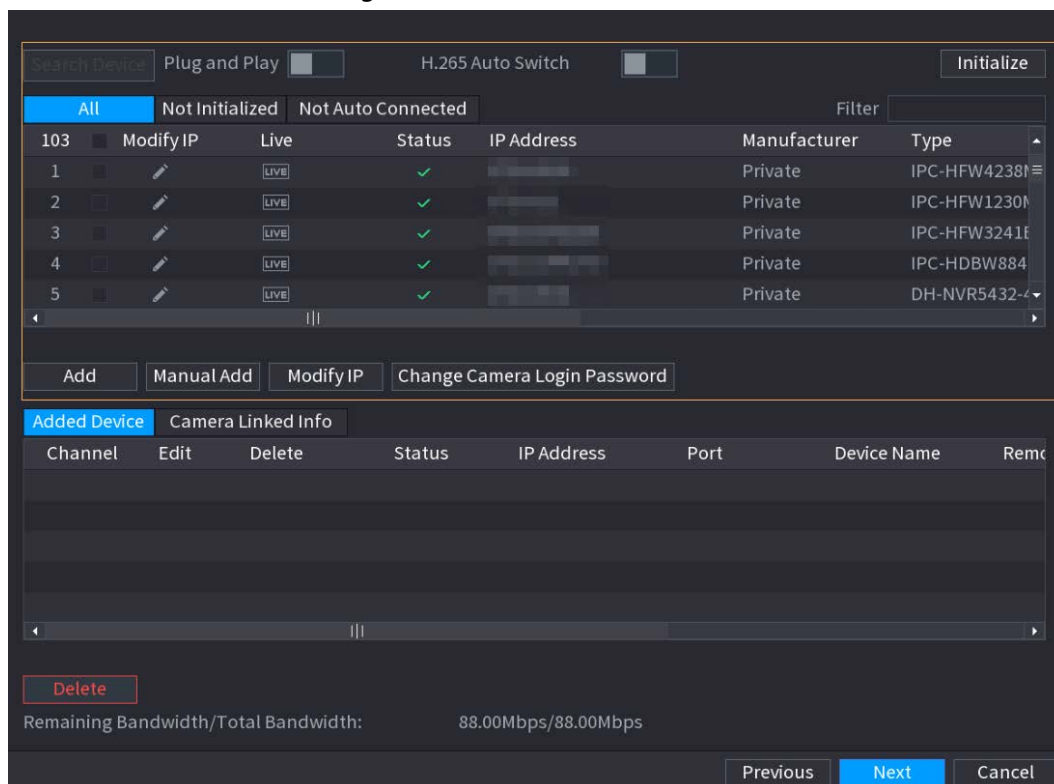 Search Device Plug and Play H.265 Auto Switch Initialize
All Not Initialized Not Auto Connected Filter
103 Modify IP Live Status IP Address Manufacturer Type
1 LIVE Private IPC-HFW4238
2 LIVE Private IPC-HFW1230
3 LIVE Private IPC-HFW3241
4 LIVE Private IPC-HDBW884
5 LIVE Private DH-NVR5432-4
Add Manual Add Modify IP Change Camera Login Password
Added Device Camera Linked Info
Channel Edit Delete Status IP Address Port Device Name
Delete
Remaining Bandwidth/Total Bandwidth: 88.00Mbps/88.00Mbps
Previous Next Cancel